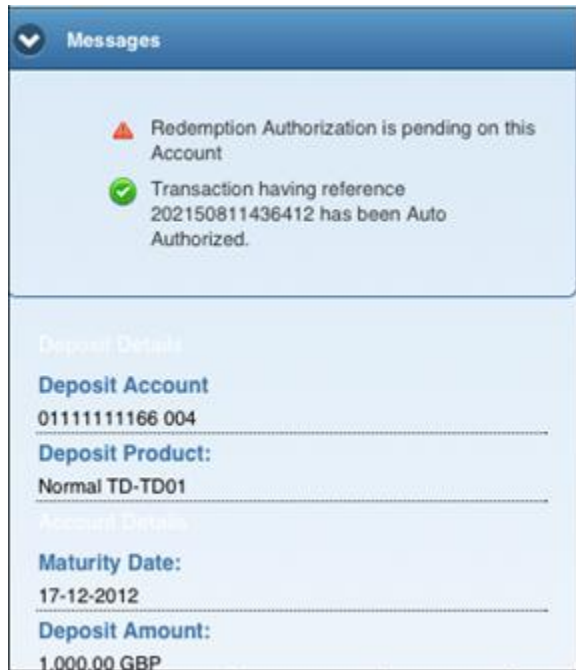 Messages
Redemption Authorization is pending on this
Account
Transaction having reference
202150811436412 has been Auto
Authorized.
Deposit Details
Deposit Account
01111111166 004
Deposit Product:
Normal TD-TD01
Account Details
Maturity Date:
17-12-2012
Deposit Amount:
1,000.00 GBP